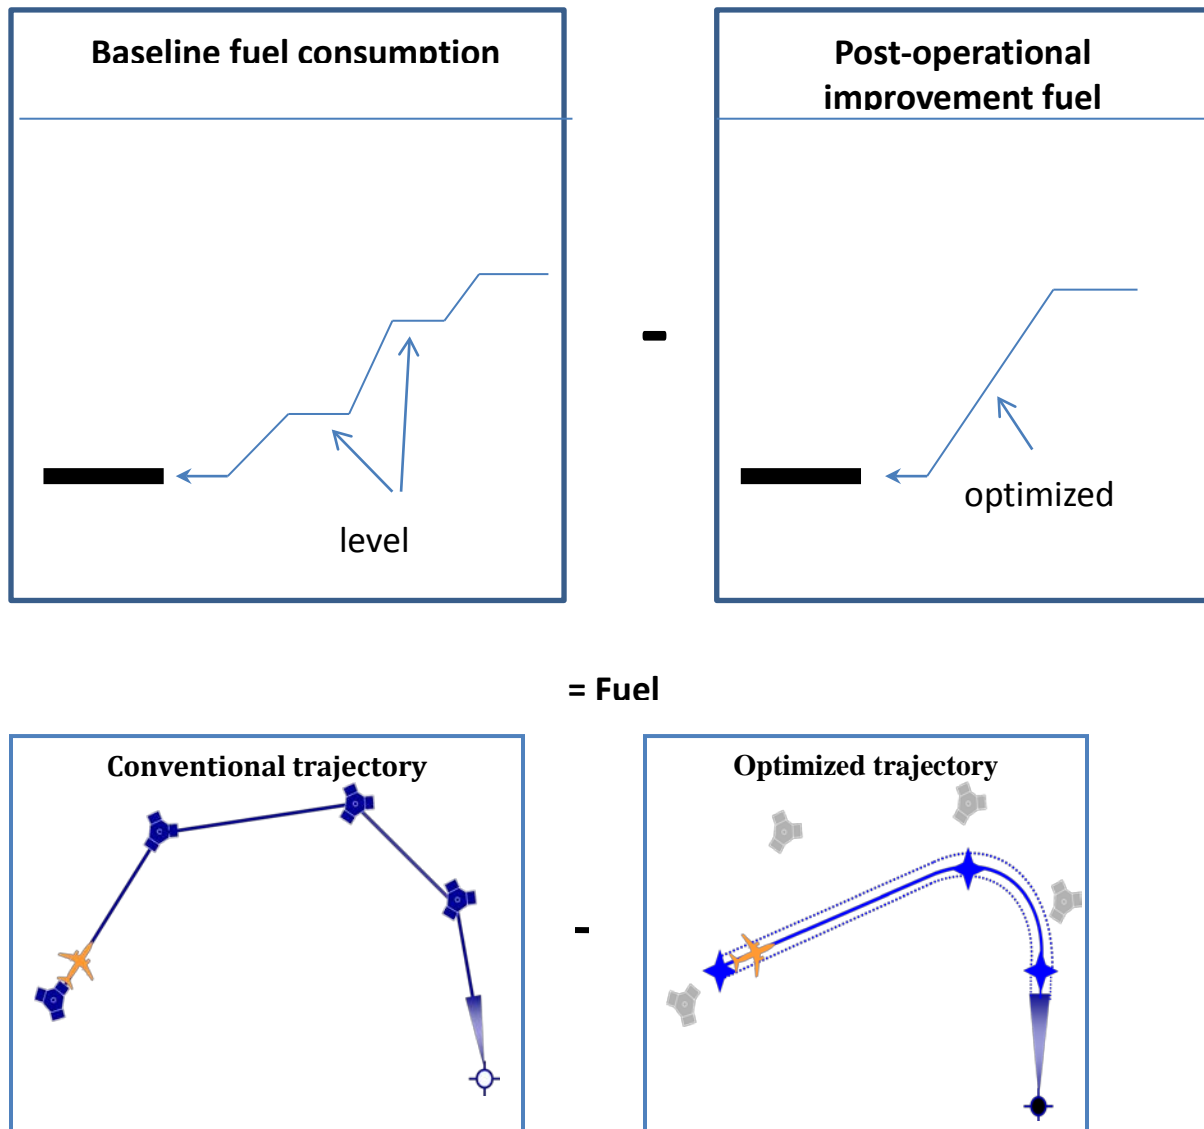 Baseline fuel consumption
Post-operational
improvement fuel
level
-
optimized
= Fuel
Conventional trajectory
Optimized trajectory
-